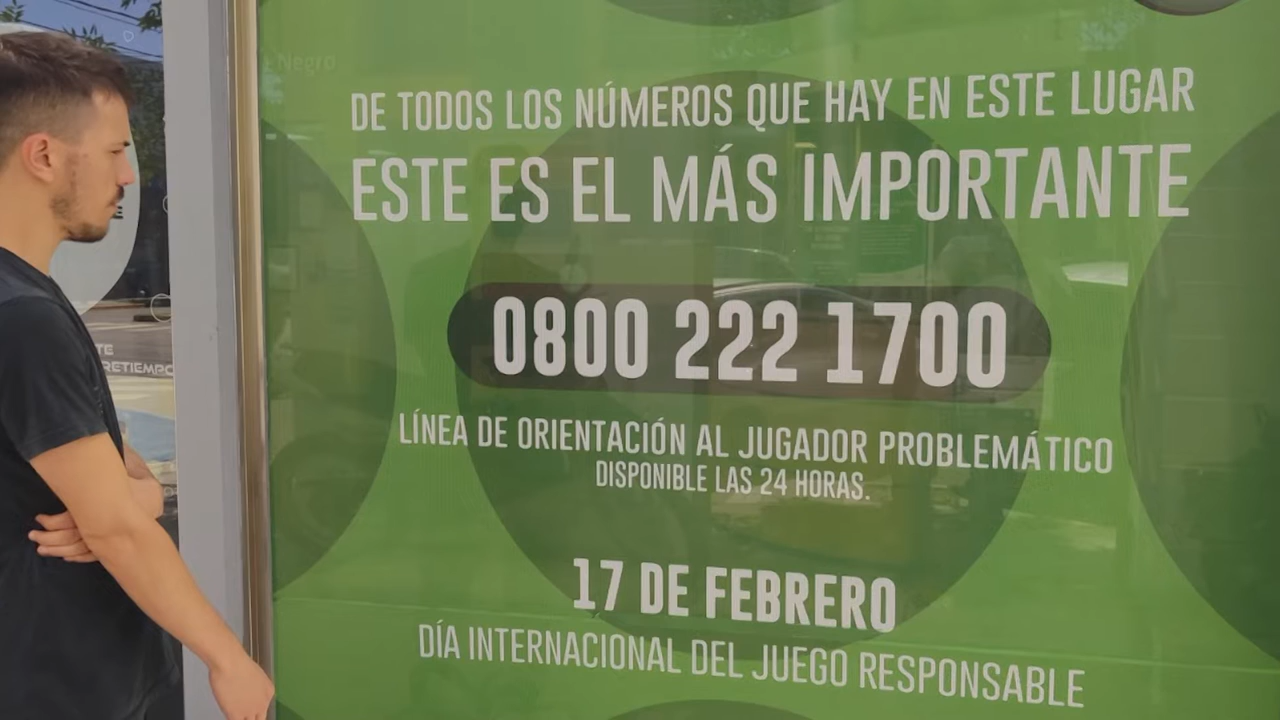 Negro
DE TODOS LOS NÚMEROS QUE HAY EN ESTE LUGAR
ESTE ES EL MÁS IMPORTANTE
0800 222 1700
LÍNEA DE ORIENTACIÓN AL JUGADOR PROBLEMÁTICO
DISPONIBLE LAS 24 HORAS.
17 DE FEBRERO
DÍA INTERNACIONAL DEL JUEGO RESPONSABLE